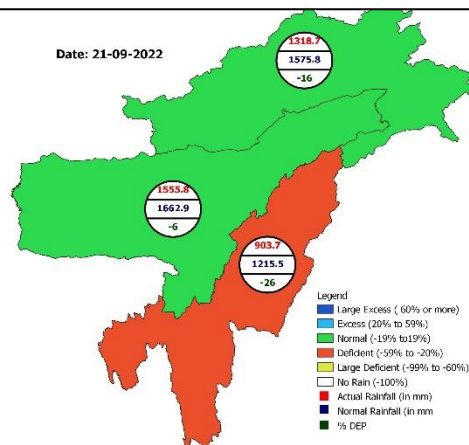 Date: 21-09-2022
1318.7
1575.8
-16
1555.8
1662.9
-6
903.7
1215.5
-26
Legend
Large Excess ( 60% or more)
Excess (20% to 59%)
Normal (-19% to19%)
Deficient (-59% to -20%)
Large Deficient (-99% to -60%)
No Rain (-100%)
Actual Rainfall (in mm)
Normal Rainfall (in mm
% DEP